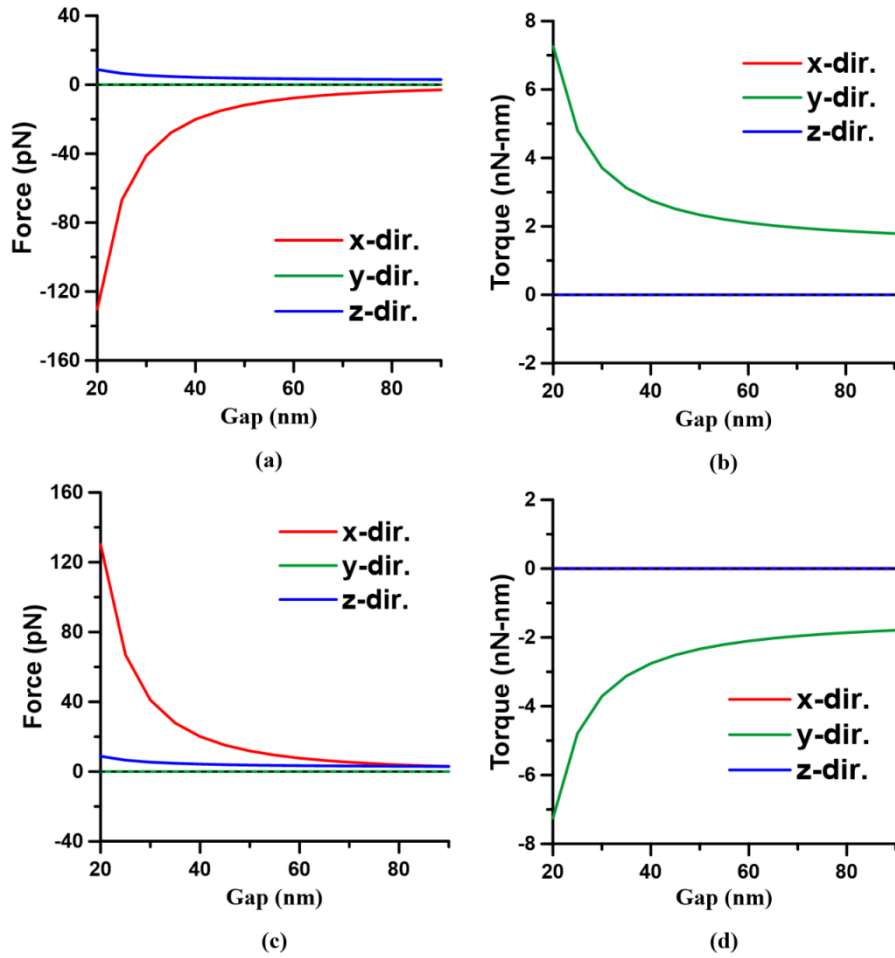 40
0
-40
-80
-120
-160
Force (pN)
x-dir.
y-dir.
z-dir.
20 40 60 80
Gap (nm)
(a)
8
6
4
2
0
-2
Torque (nN-nm)
x-dir.
y-dir.
z-dir.
20 40 60 80
Gap (nm)
(b)
160
120
80
40
0
-40
Force (pN)
x-dir.
y-dir.
z-dir.
20 40 60 80
Gap (nm)
(c)
2
0
-2
-4
-6
-8
Torque (nN-nm)
x-dir.
y-dir.
z-dir.
20 40 60 80
Gap (nm)
(d)